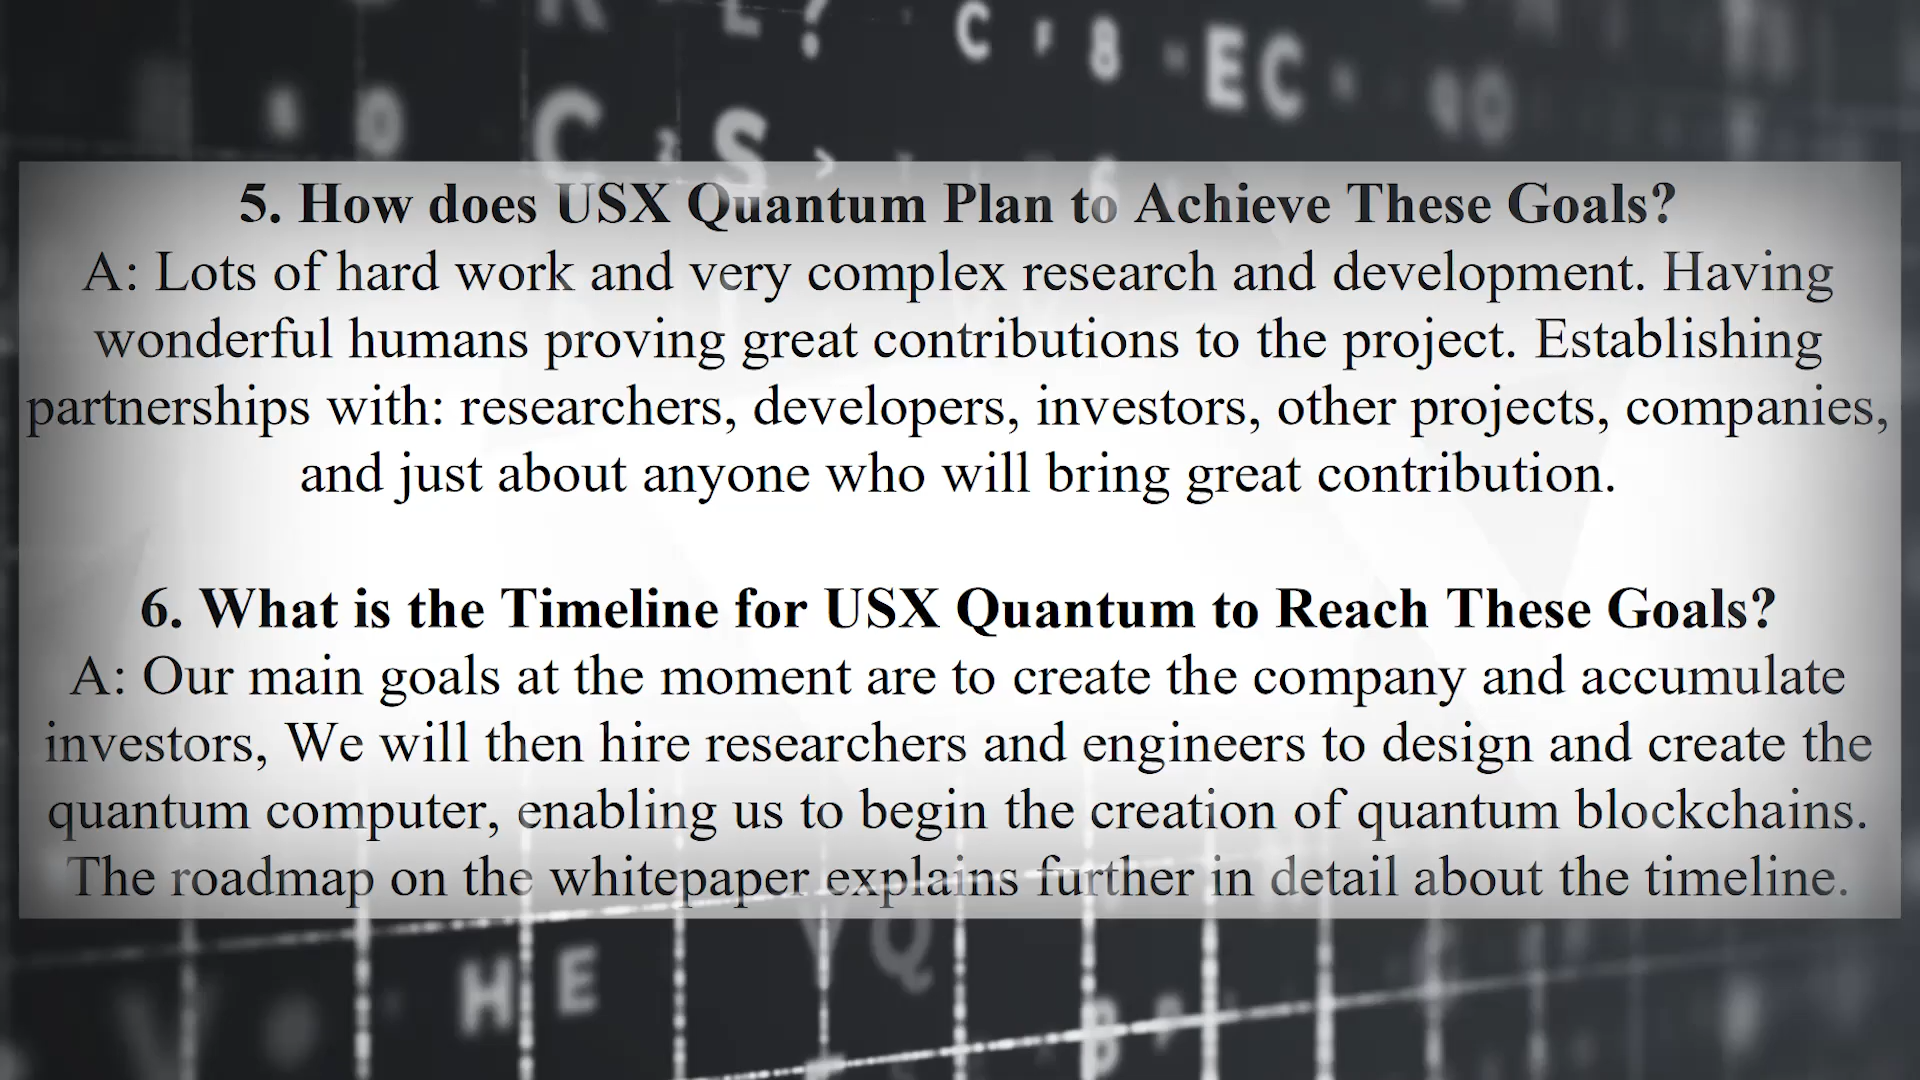 C , 8 EC
C 2 S
5. How does USX Quantum Plan to Achieve These Goals?
A: Lots of hard work and very complex research and development. Having
wonderful humans proving great contributions to the project. Establishing
partnerships with: researchers, developers, investors, other projects, companies,
and just about anyone who will bring great contribution.
6. What is the Timeline for USX Quantum to Reach These Goals?
A: Our main goals at the moment are to create the company and accumulate
investors, We will then hire researchers and engineers to design and create the
quantum computer, enabling us to begin the creation of quantum blockchains.
The roadmap on the whitepaper explains further in detail about the timeline.
H E Q
B